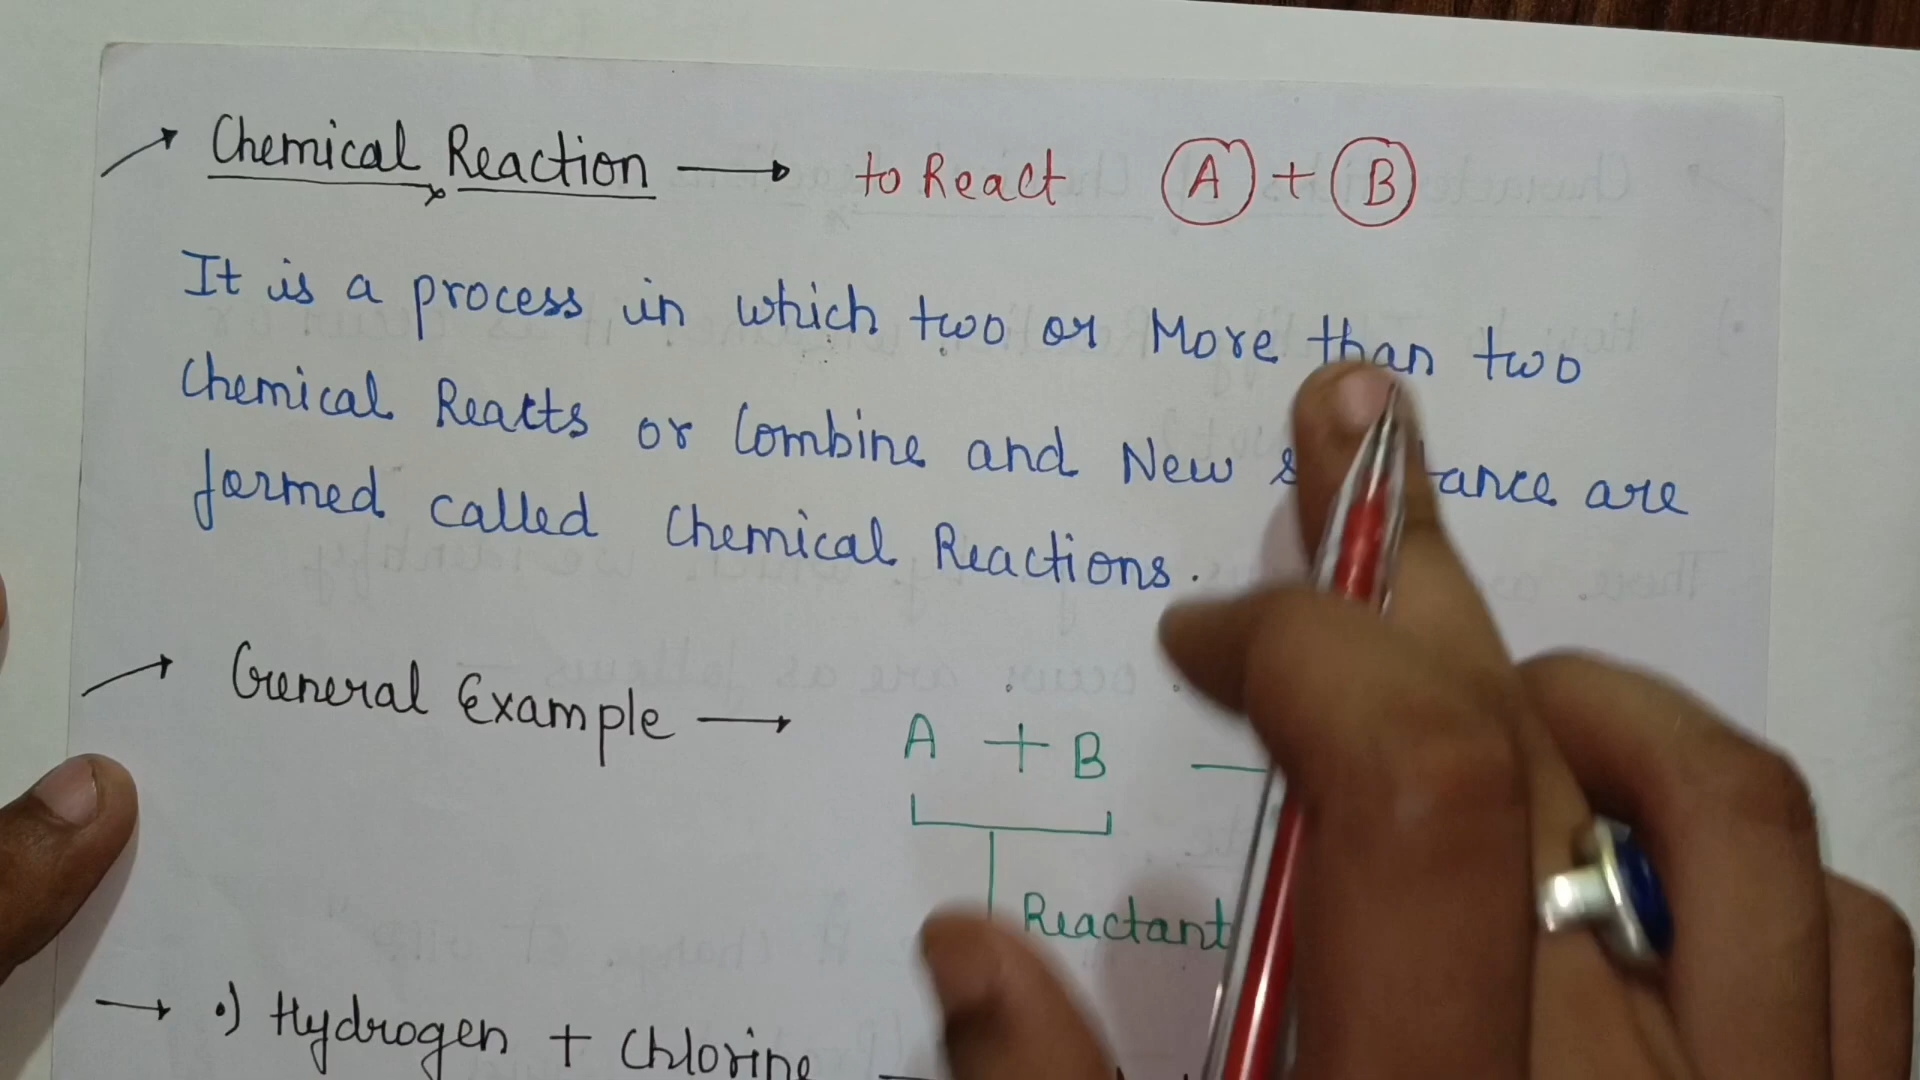 Chemical Reaction → to React A + B
It is a process in which two or More than two
Chemical Reacts or Combine and New are
formed called Chemical Reactions.
General Example → A + B
Reactant
→ •) Hydrogen + Chlorine